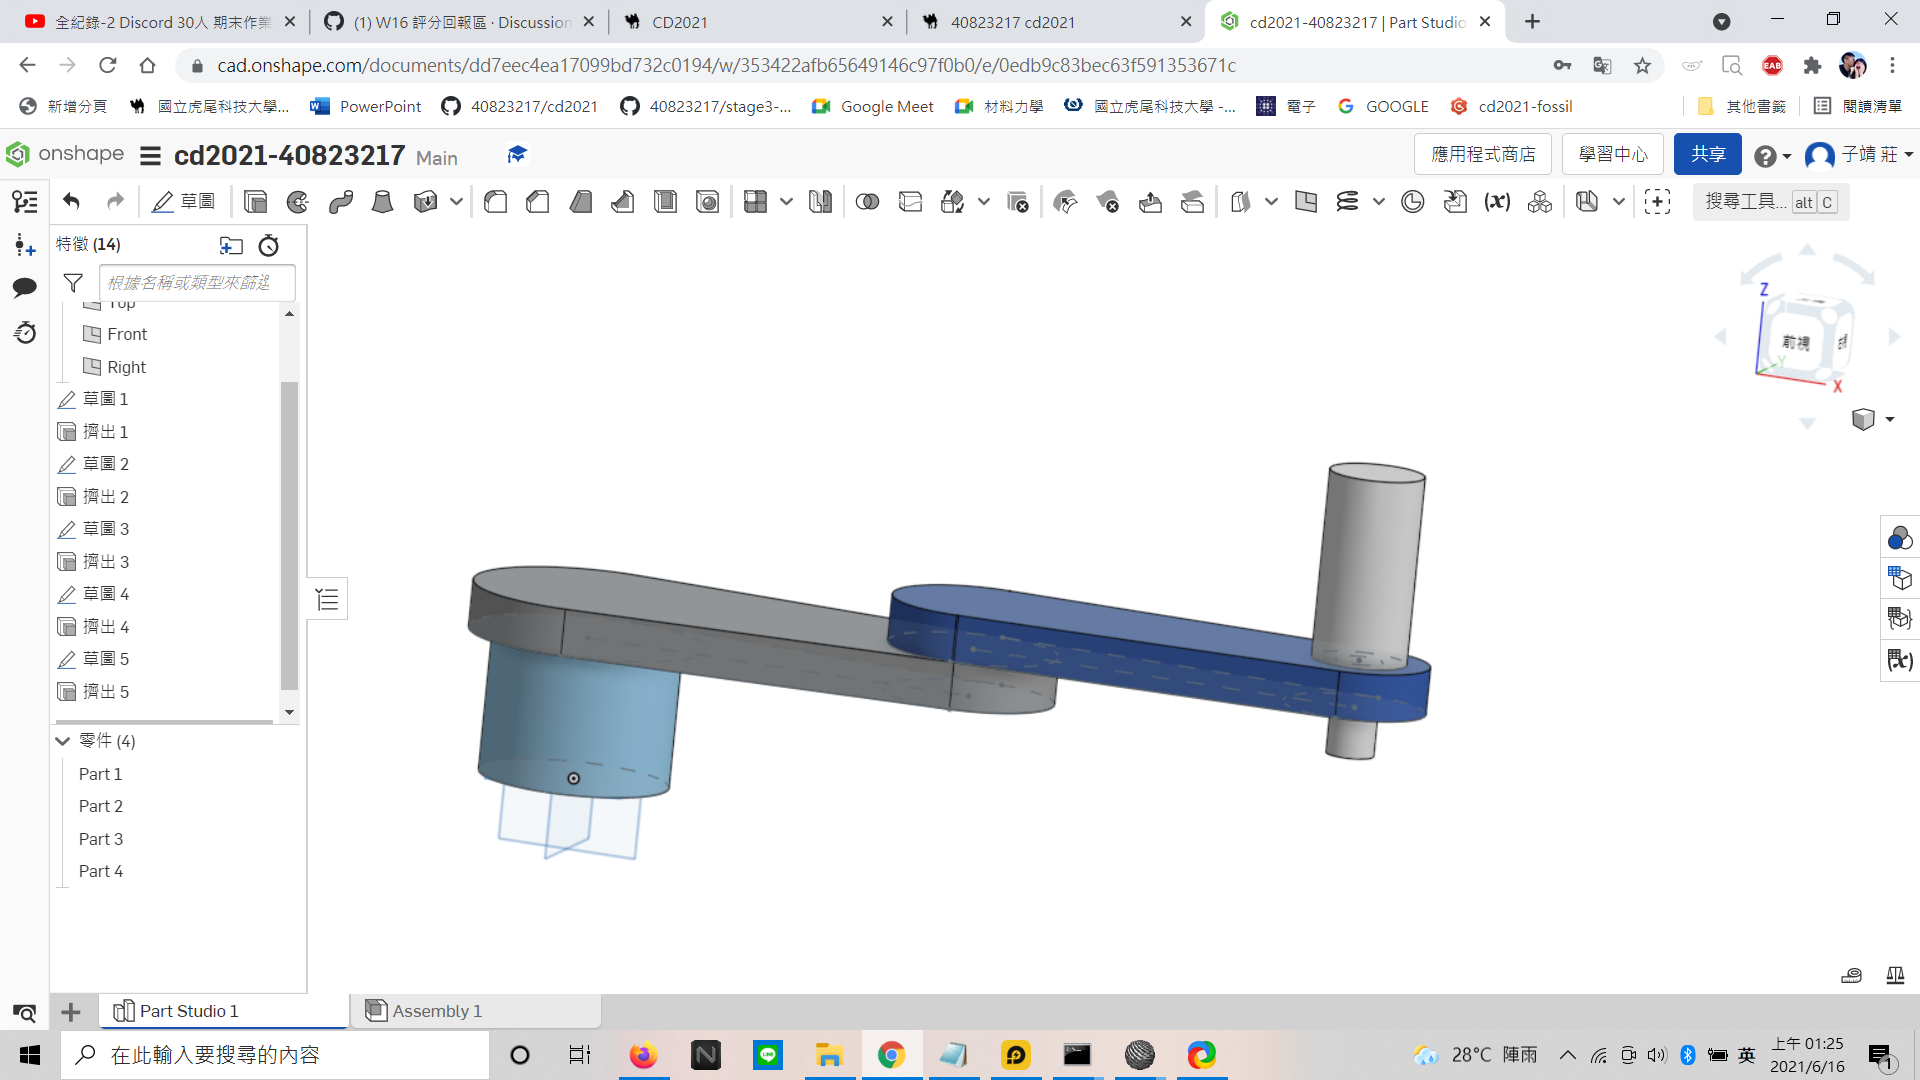 全紀錄-2 Discord 30人 期末作業
(1) W16 評分回報區 · Discussion
CD2021
40823217 cd2021
cd2021-40823217 | Part Studio
cad.onshape.com/documents/dd7eec4ea17099bd732c0194/w/353422afb65649146c97f0b0/e/0edb9c83bec63f591353671c
EAB
新增分頁
國立虎尾科技大學...
PowerPoint
40823217/cd2021
40823217/stage3-...
Google Meet
材料力學
國立虎尾科技大學 -...
電子
GOOGLE
cd2021-fossil
其他書籤
閱讀清單
onshape
cd2021-40823217 Main
應用程式商店
學習中心
共享
子靖 莊
草圖
搜尋工具... alt C
特徵 (14)
根據名稱或類型來篩選
Top
Front
Right
草圖 1
擠出 1
草圖 2
擠出 2
草圖 3
擠出 3
草圖 4
擠出 4
草圖 5
擠出 5
零件 (4)
Part 1
Part 2
Part 3
Part 4
Z
前視
Y
X
Part Studio 1
Assembly 1
在此輸入要搜尋的內容
28°C 陣雨
英
上午 01:25
2021/6/16
1